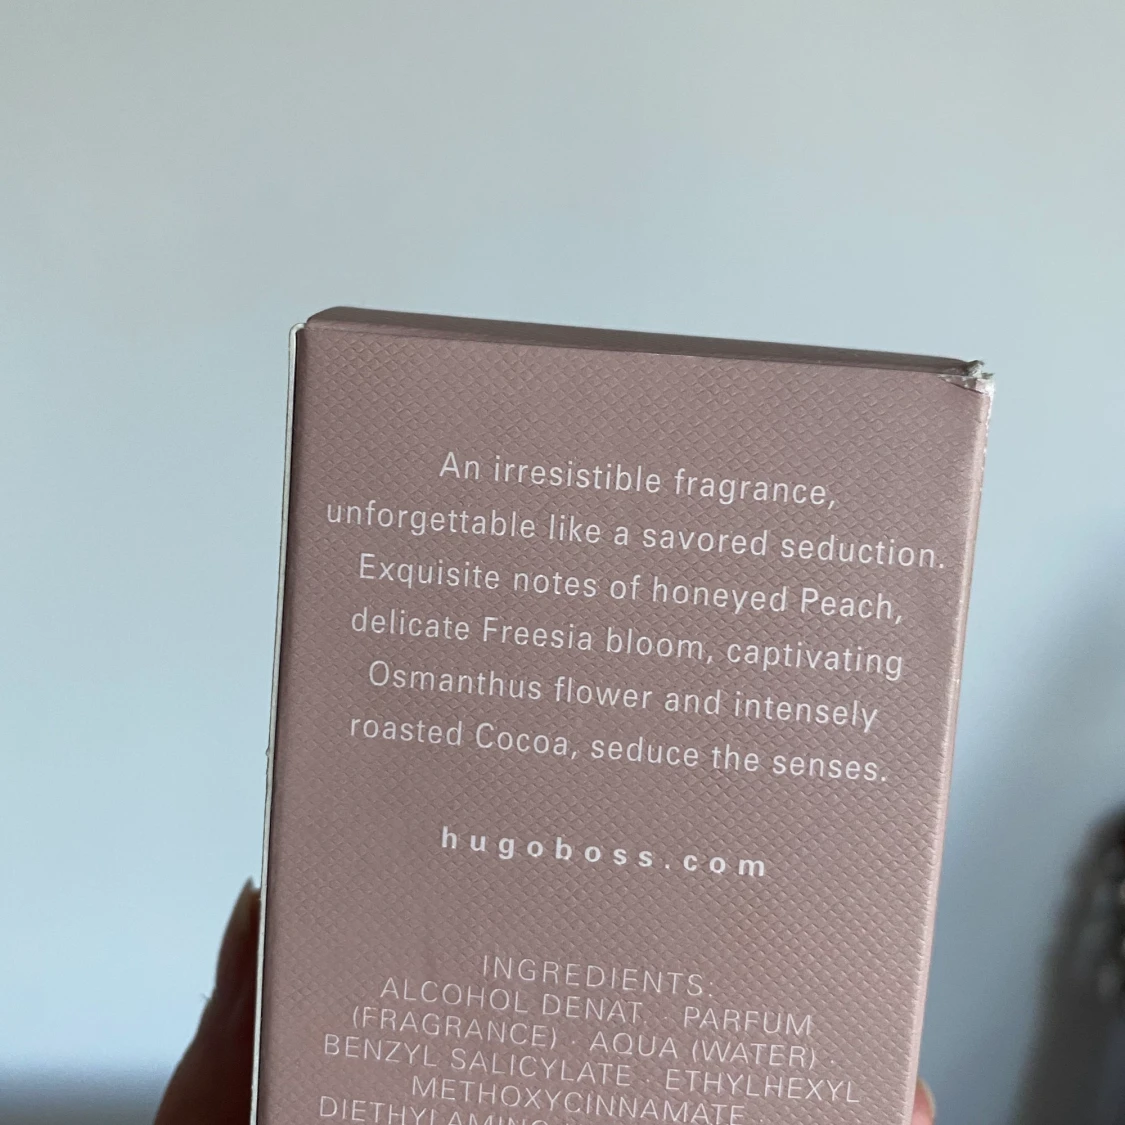 An irresistible fragrance,
unforgettable like a savored seduction.
Exquisite notes of honeyed Peach,
delicate Freesia bloom, captivating
Osmanthus flower and intensely
roasted Cocoa, seduce the senses.
hugoboss.com
INGREDIENTS.
ALCOHOL DENAT. · PARFUM
(FRAGRANCE) · AQUA (WATER) ·
BENZYL SALICYLATE · ETHYLHEXYL
METHOXYCINNAMATE ·
DIETHYLAMINO